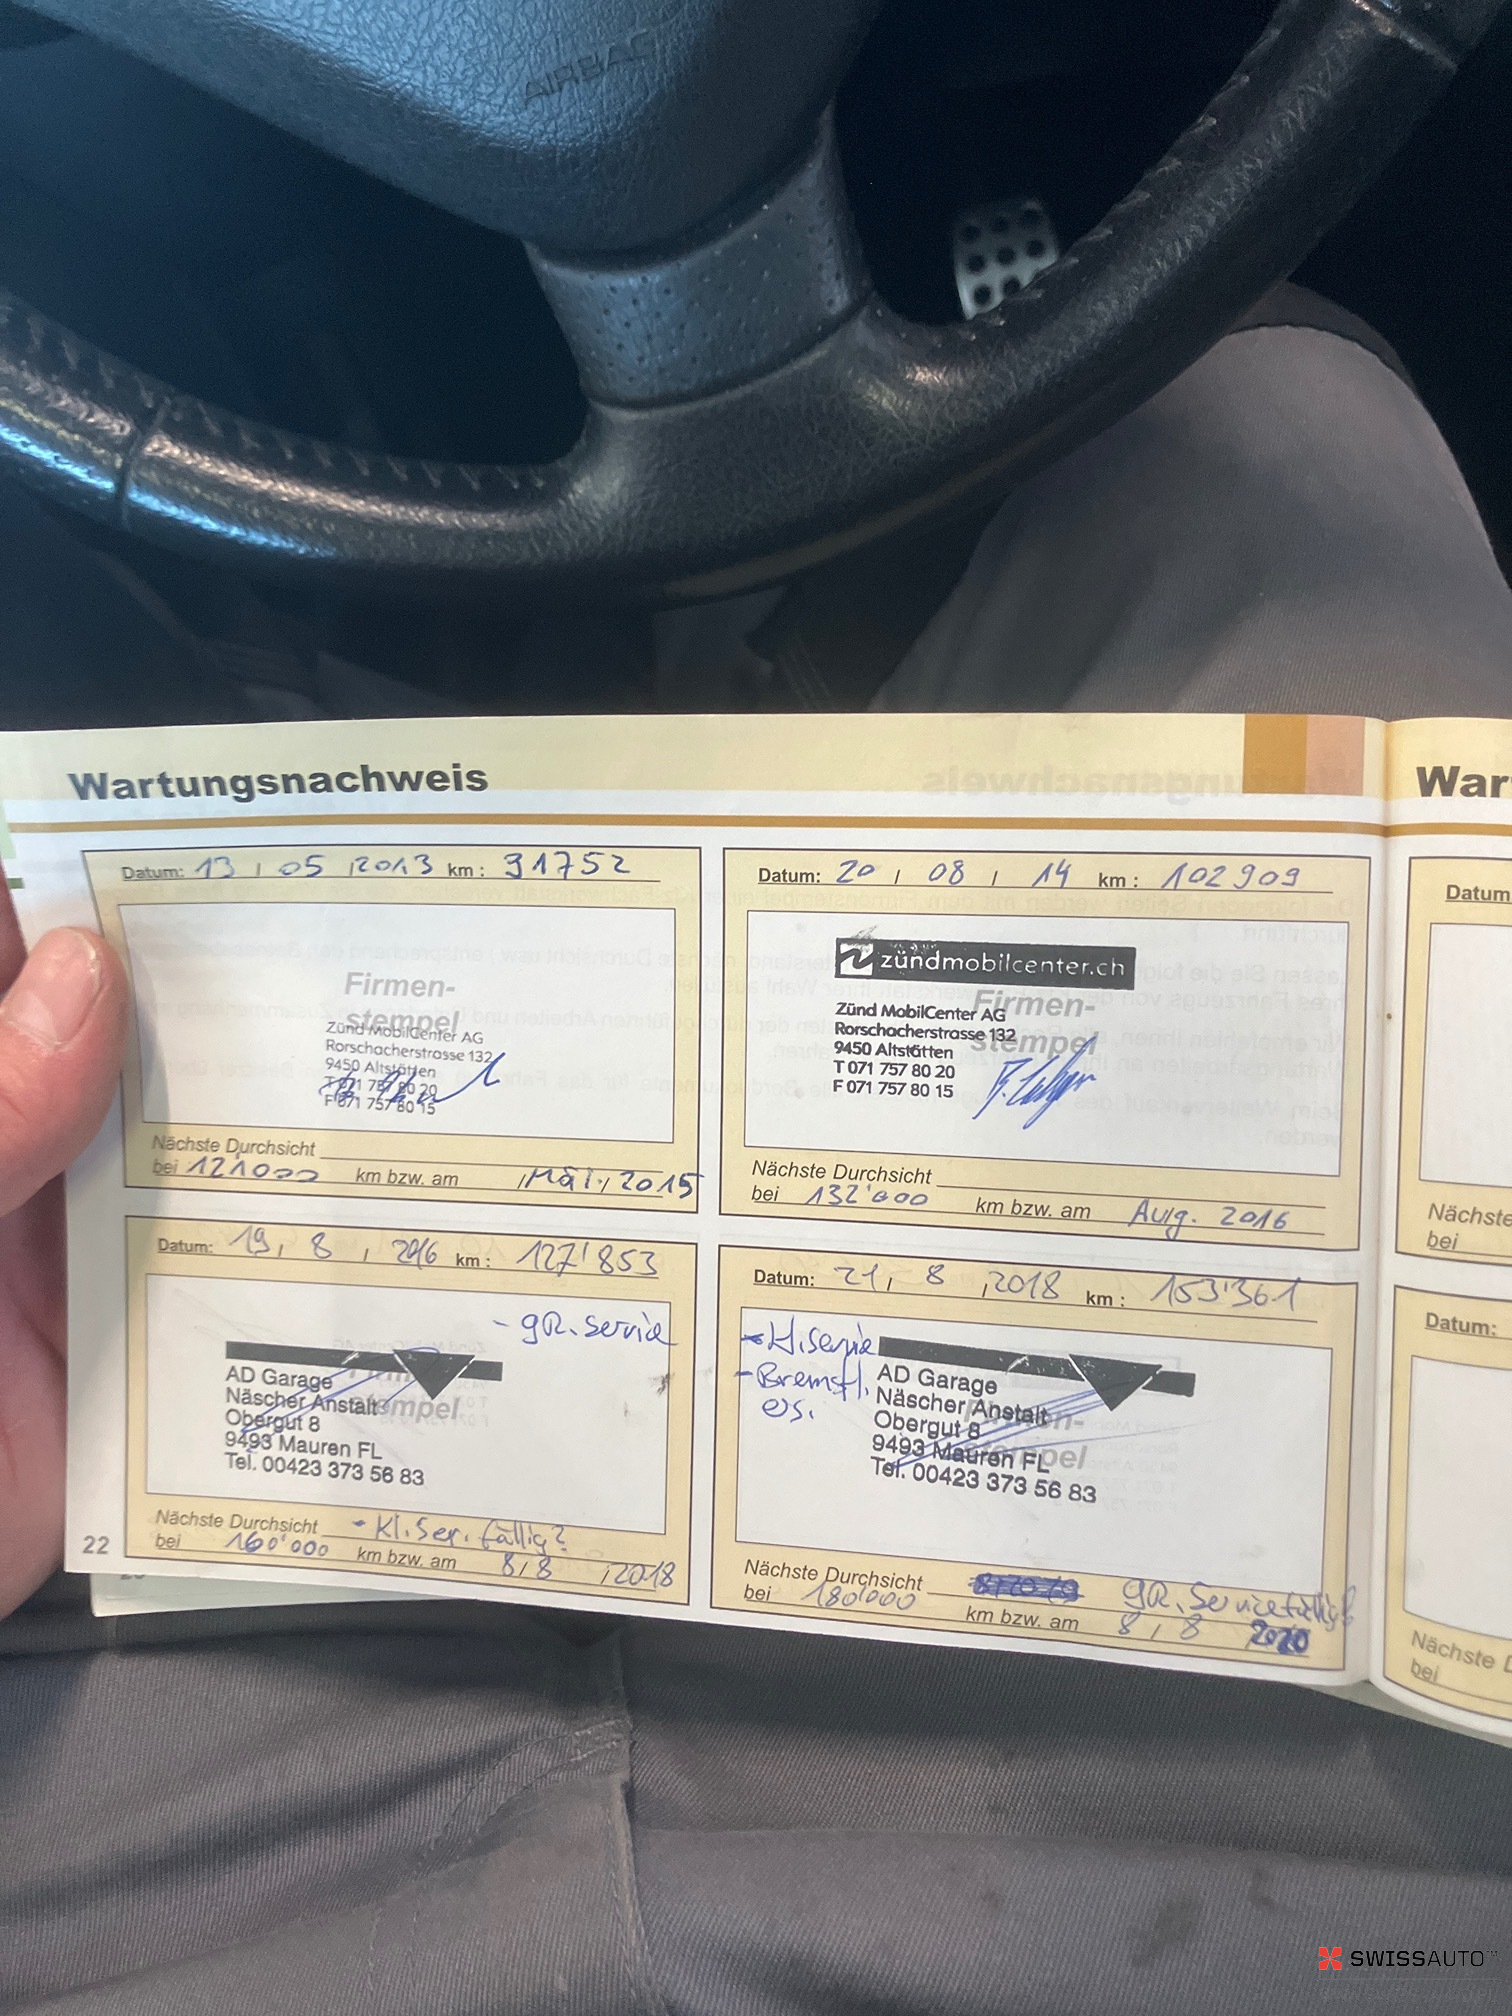 AIRBAG
Wartungsnachweis
Datum: 13 / 05 / 2013 km: 91752
Firmen-
stempel
Zünd MobilCenter AG
Rorschacherstrasse 132
9450 Altstätten
T 071 757 80 20
F 071 757 80 15
Nächste Durchsicht
bei 121000 km bzw. am / Mai / 2015
Datum: 20 / 08 / 14 km: 102909
zündmobilcenter.ch
Firmen-
stempel
Zünd MobilCenter AG
Rorschacherstrasse 132
9450 Altstätten
T 071 757 80 20
F 071 757 80 15
Nächste Durchsicht
bei 132'000 km bzw. am Aug. 2016
Datum: 19, 8, 2016 km: 127'853
- gR. Service
AD Garage
Näscher Anstalt
Obergut 8
9493 Mauren FL
Tel. 00423 373 56 83
Nächste Durchsicht - Kl. Ser. fällig?
bei 160'000 km bzw. am 8/8 / 2018
22
Datum: 21, 8, 2018 km: 153'361
- Kl. Service
- Bremsfl.
ers.
AD Garage
Näscher Anstalt
Obergut 8
9493 Mauren FL
Tel. 00423 373 56 83
Nächste Durchsicht gR. Service fällig
bei 180'000 km bzw. am 8 / 8 2020
War
Datum
Nächste
bei
Datum:
Nächste D
bei
SWISSAUTO™